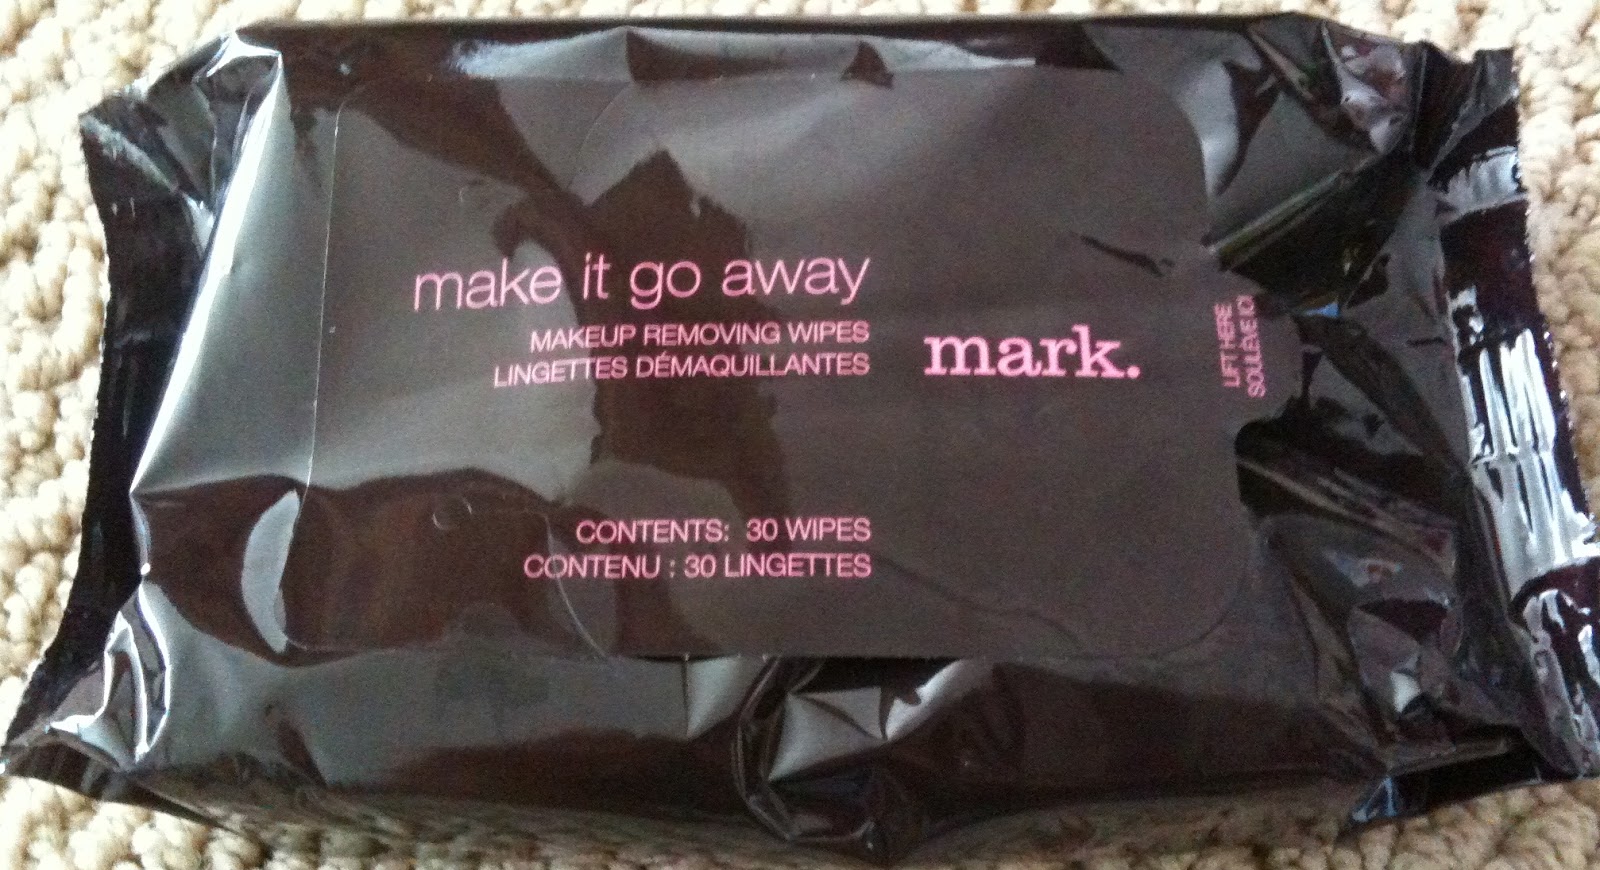 make it go away
MAKEUP REMOVING WIPES
LINGETTES DÉMAQUILLANTES
mark.
CONTENTS: 30 WIPES
CONTENU : 30 LINGETTES
LIFT HERE
SOULÈVE ICI